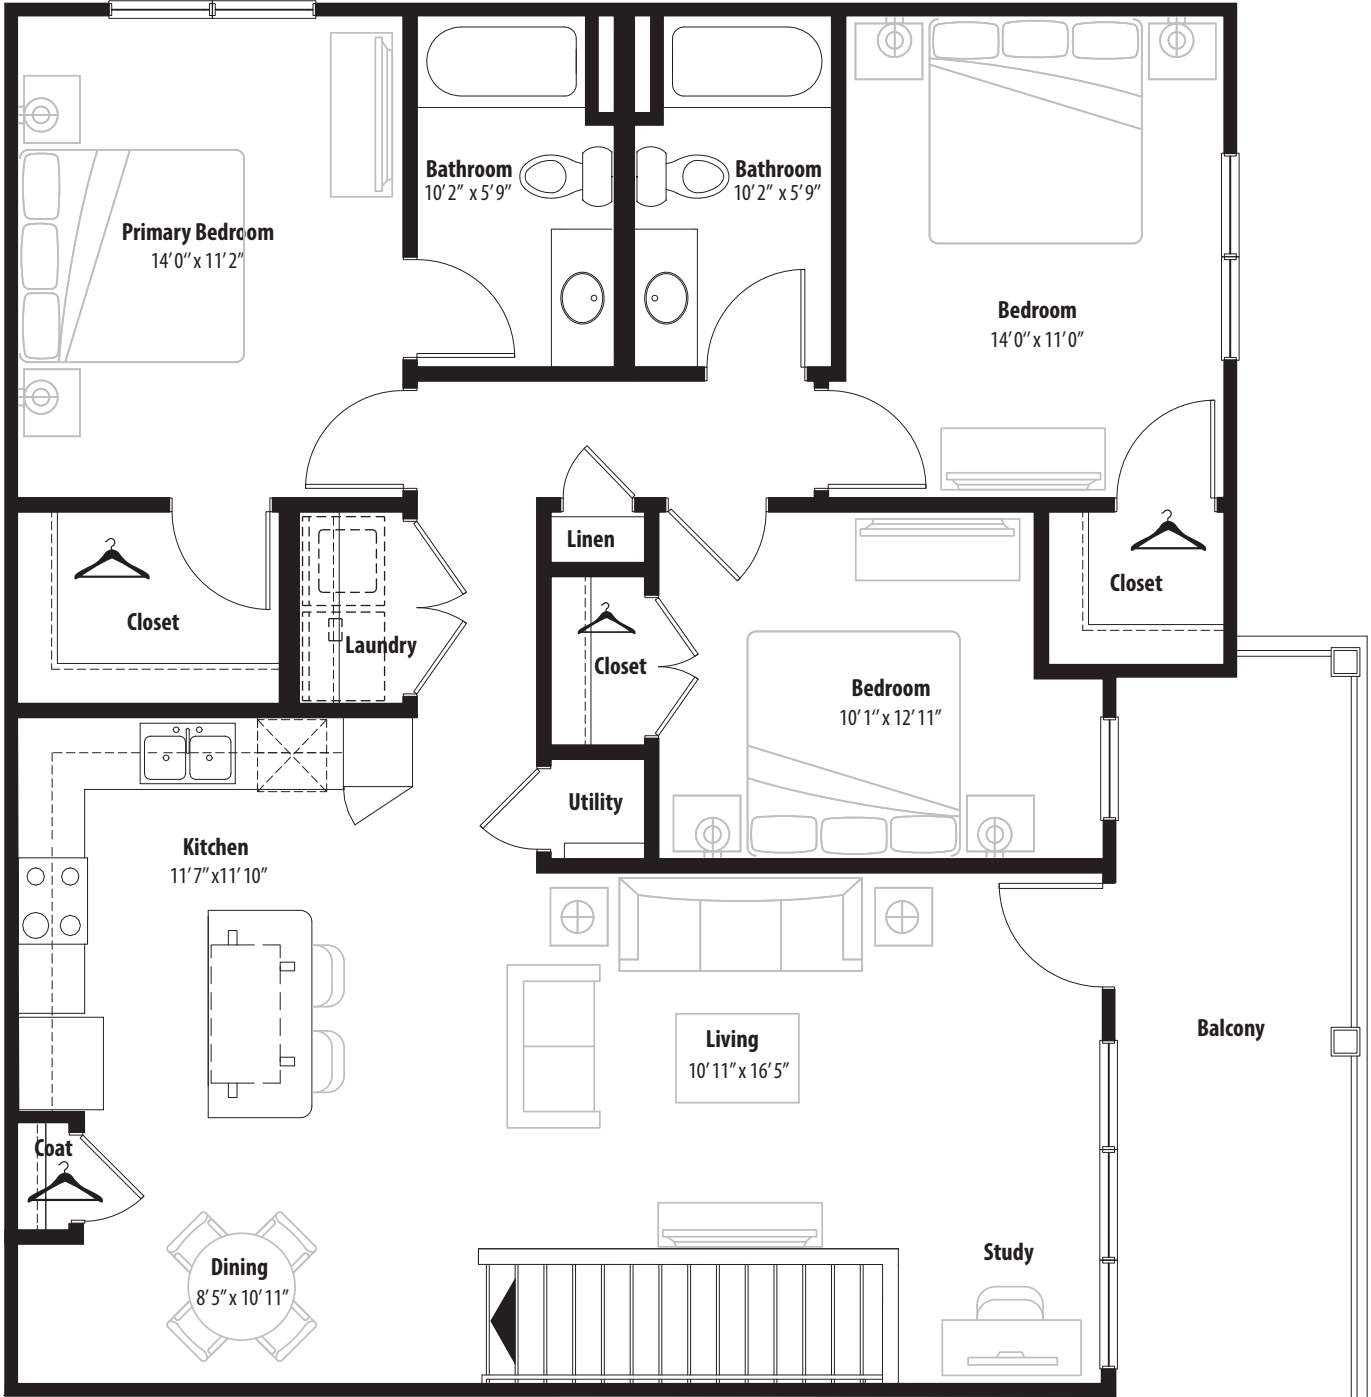 Bathroom
10'2" x 5'9"
Bathroom
10'2" x 5'9"
Primary Bedroom
14'0" x 11'2"
Bedroom
14'0" x 11'0"
Linen
Closet
Closet
Laundry
Closet
Bedroom
10'1" x 12'11"
Utility
Kitchen
11'7"x11'10"
Living
10'11" x 16'5"
Balcony
Coat
Dining
8'5" x 10'11"
Study